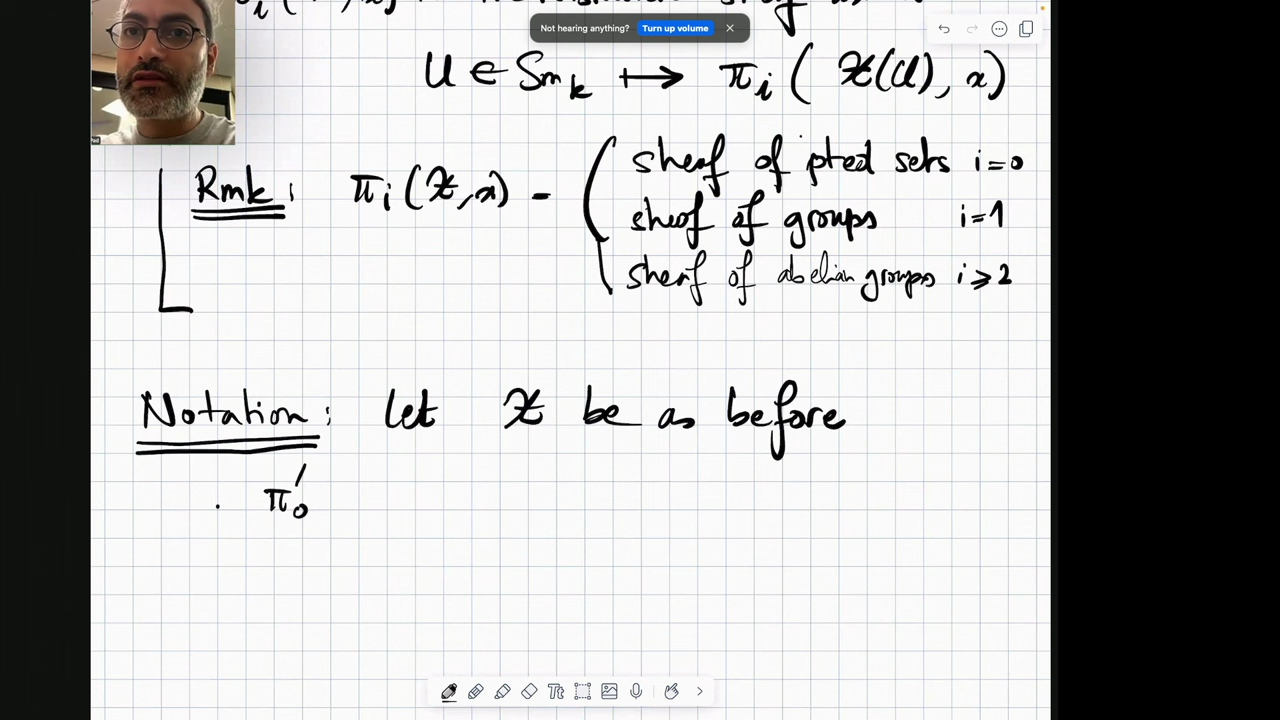 Not hearing anything? Turn up volume
U ∈ Sm_k ↦ π_i ( 𝒳(U), x)
Rmk: π_i (𝒳, x) - ( sheaf of pted sets i=0
sheaf of groups i=1
sheaf of abelian groups i ⩾ 2
Notation: let 𝒳 be as before
. π_0